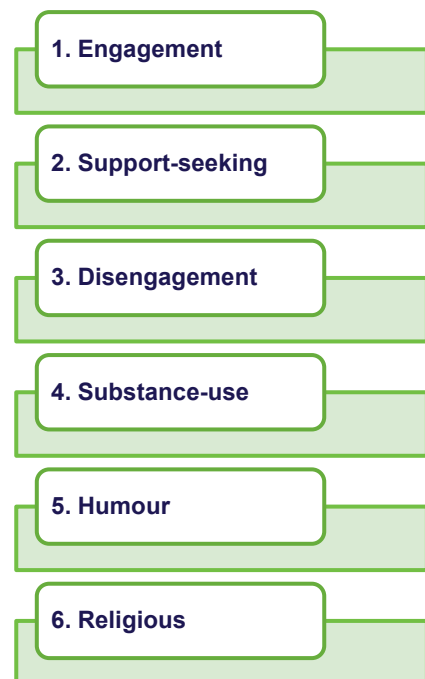 1. Engagement
2. Support-seeking
3. Disengagement
4. Substance-use
5. Humour
6. Religious